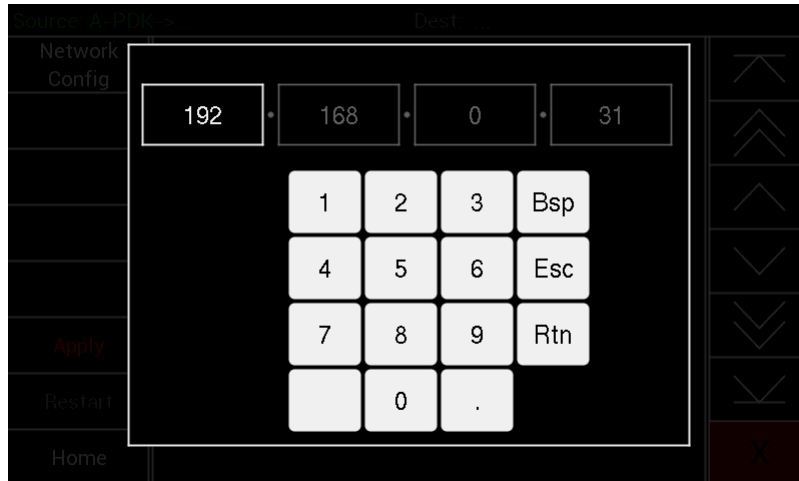 Source: A-PDK->
Dest: ...
Network
Config
192 . 168 . 0 . 31
1 2 3 Bsp
4 5 6 Esc
7 8 9 Rtn
0 .
Apply
Restart
Home
X